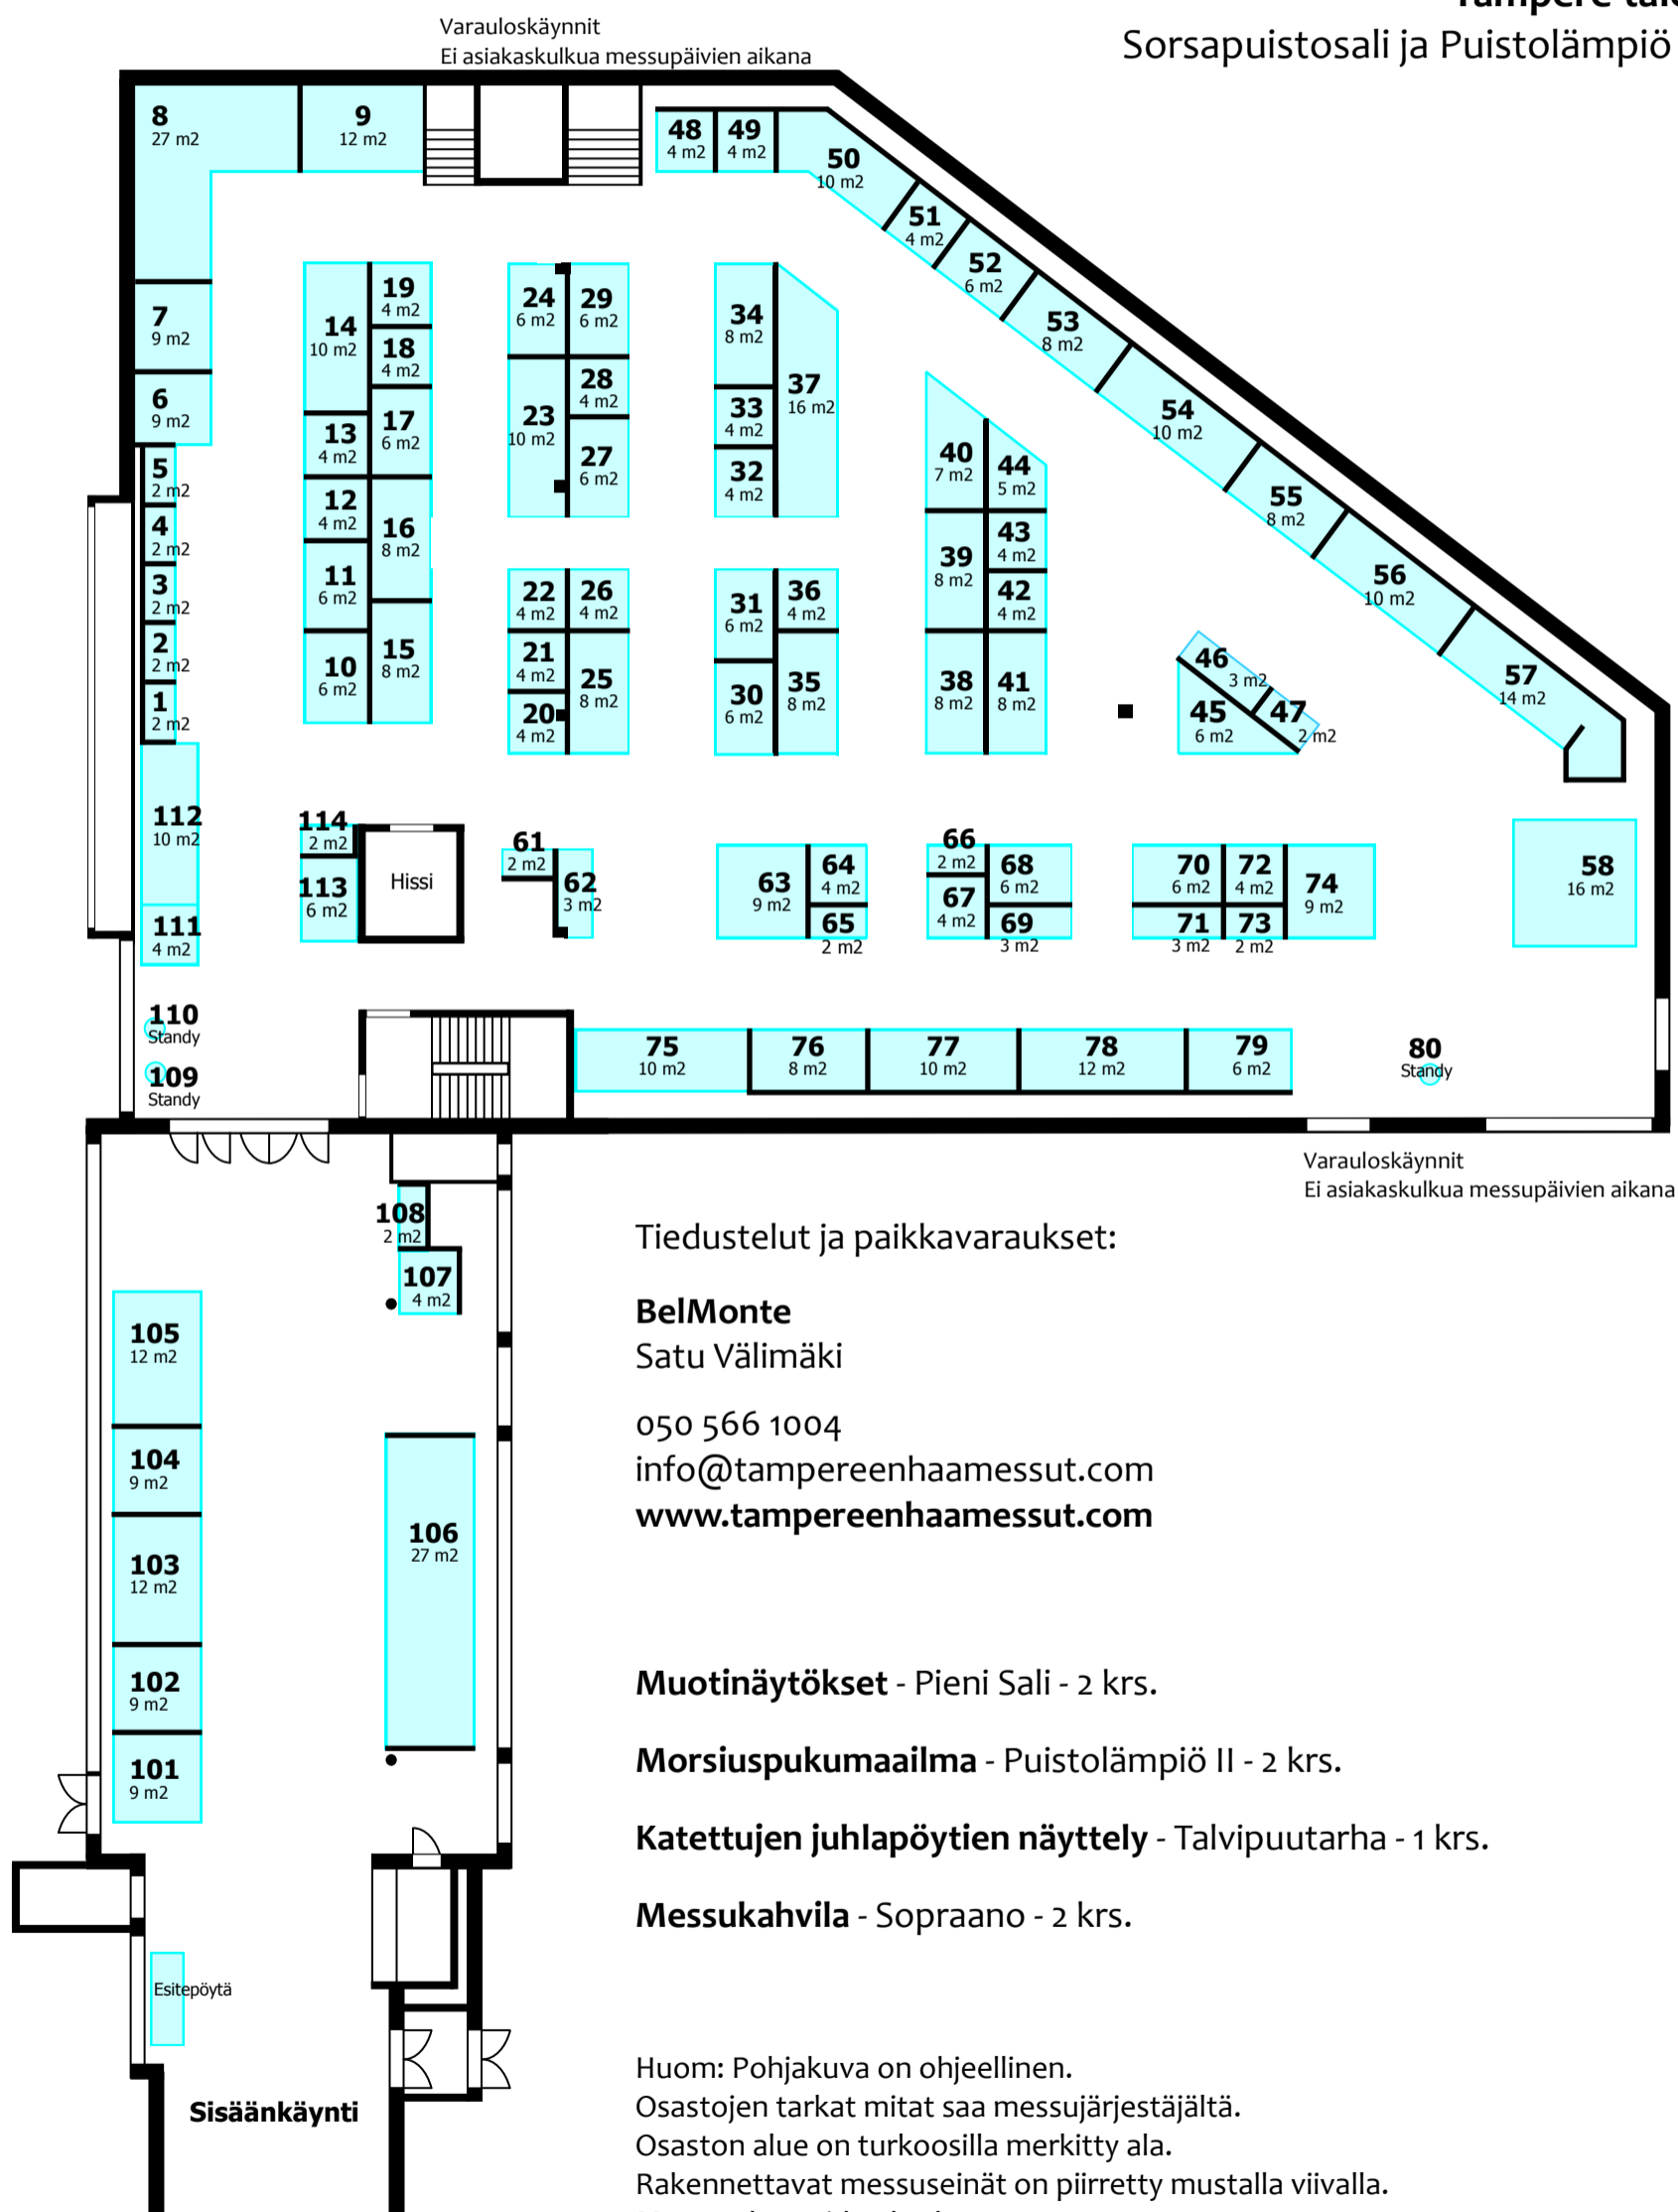 Varauloskäynnit
Ei asiakaskulkua messupäivien aikana
Sorsapuistosali ja Puistolämpiö
8
27 m2
9
12 m2
48
4 m2
49
4 m2
50
10 m2
51
4 m2
52
6 m2
53
8 m2
54
10 m2
55
8 m2
56
10 m2
57
14 m2
7
9 m2
6
9 m2
5
2 m2
4
2 m2
3
2 m2
2
2 m2
1
2 m2
14
10 m2
19
4 m2
18
4 m2
13
4 m2
17
6 m2
12
4 m2
16
8 m2
11
6 m2
10
6 m2
15
8 m2
24
6 m2
29
6 m2
28
4 m2
23
10 m2
27
6 m2
22
4 m2
26
4 m2
21
4 m2
25
8 m2
20
4 m2
34
8 m2
37
16 m2
33
4 m2
32
4 m2
31
6 m2
36
4 m2
30
6 m2
35
8 m2
40
7 m2
44
5 m2
43
4 m2
39
8 m2
42
4 m2
38
8 m2
41
8 m2
46
3 m2
45
6 m2
47
2 m2
112
10 m2
111
4 m2
114
2 m2
113
6 m2
Hissi
61
2 m2
62
3 m2
63
9 m2
64
4 m2
65
2 m2
66
2 m2
67
4 m2
68
6 m2
69
3 m2
70
6 m2
72
4 m2
71
3 m2
73
2 m2
74
9 m2
58
16 m2
110
Standy
109
Standy
75
10 m2
76
8 m2
77
10 m2
78
12 m2
79
6 m2
80
Standy
Varauloskäynnit
Ei asiakaskulkua messupäivien aikana
108
2 m2
107
4 m2
105
12 m2
104
9 m2
103
12 m2
102
9 m2
101
9 m2
106
27 m2
Tiedustelut ja paikkavaraukset:
BelMonte
Satu Välimäki
050 566 1004
info@tampereenhaamessut.com
www.tampereenhaamessut.com
Muotinäytökset - Pieni Sali - 2 krs.
Morsiuspukumaailma - Puistolämpiö II - 2 krs.
Katettujen juhlapöytien näyttely - Talvipuutarha - 1 krs.
Messukahvila - Sopraano - 2 krs.
Esitepöytä
Sisäänkäynti
Huom: Pohjakuva on ohjeellinen.
Osastojen tarkat mitat saa messujärjestäjältä.
Osaston alue on turkoosilla merkitty ala.
Rakennettavat messuseinät on piirretty mustalla viivalla.